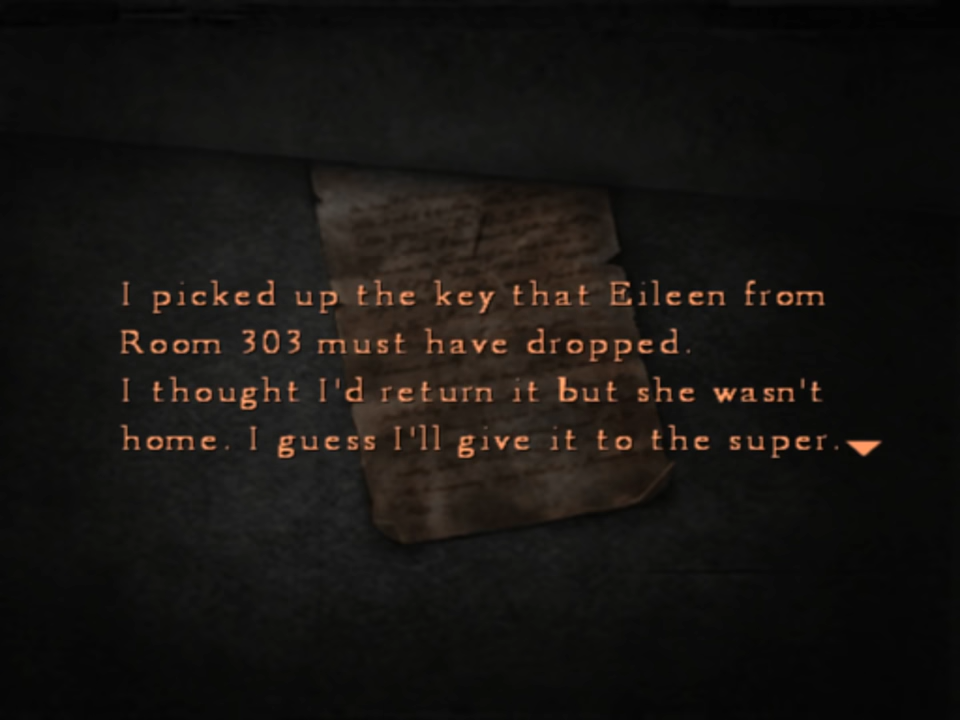 I picked up the key that Eileen from
Room 303 must have dropped.
I thought I'd return it but she wasn't
home. I guess I'll give it to the super.